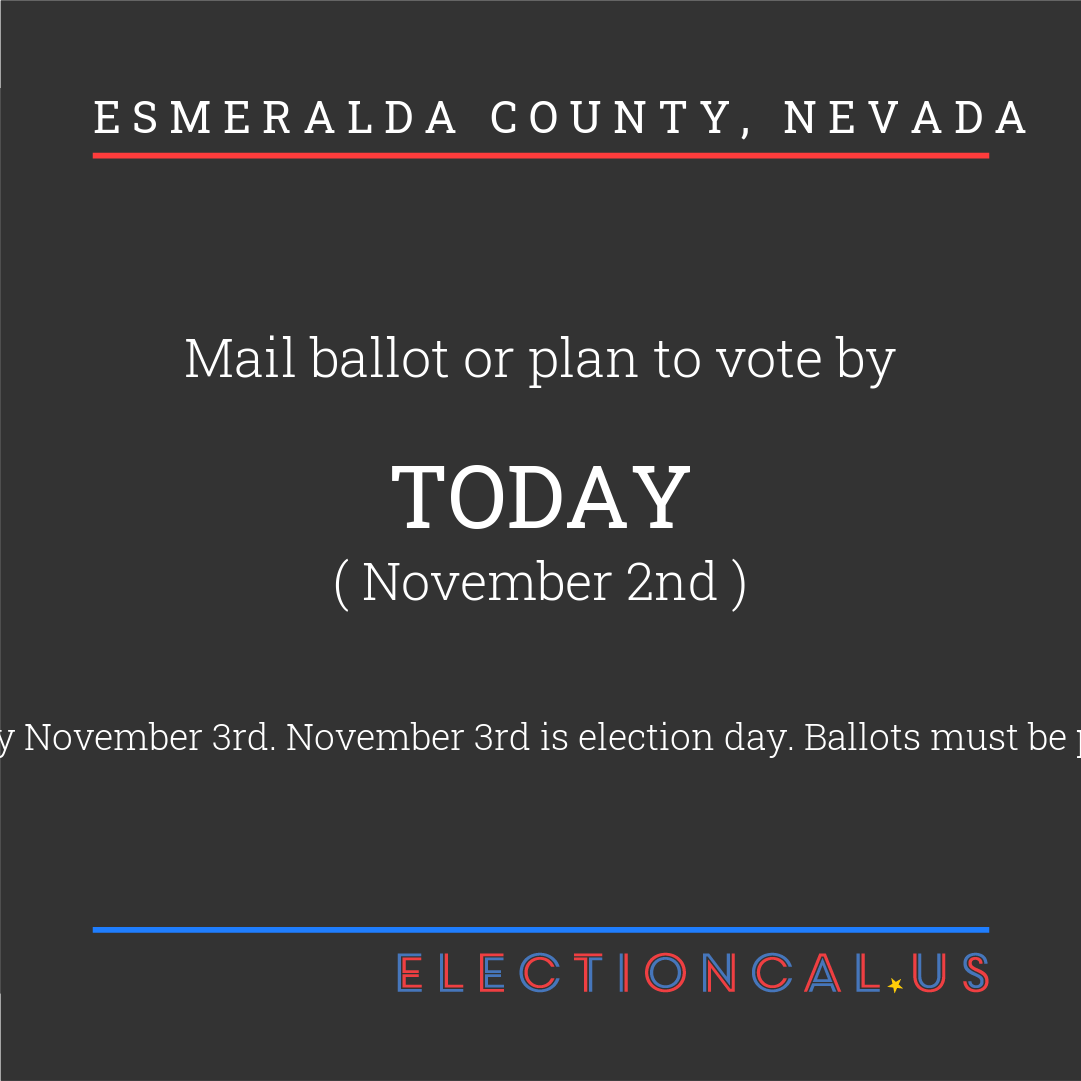 ESMERALDA COUNTY, NEVADA
Mail ballot or plan to vote by
TODAY
( November 2nd )
November 3rd. November 3rd is election day. Ballots must be
ELECTIONCAL.US